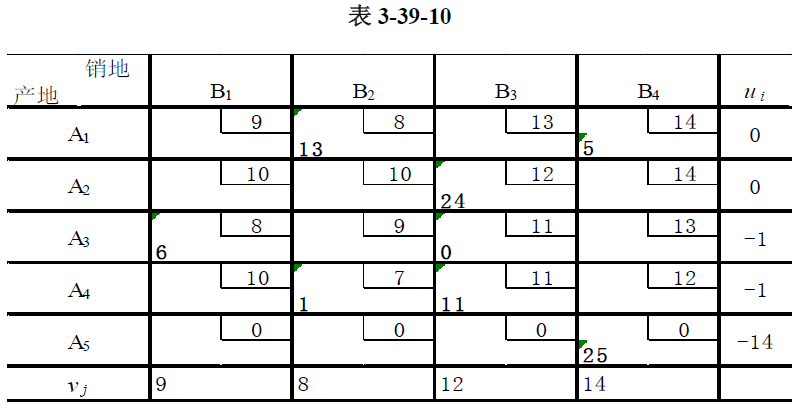 表 3-39-10
销地
产地 B1 B2 B3 B4 u i
A1 9 8 13 14 0
13 5
A2 10 10 12 14 0
24
A3 8 9 11 13 -1
6 0
A4 10 7 11 12 -1
1 11
A5 0 0 0 0 -14
25
v j 9 8 12 14